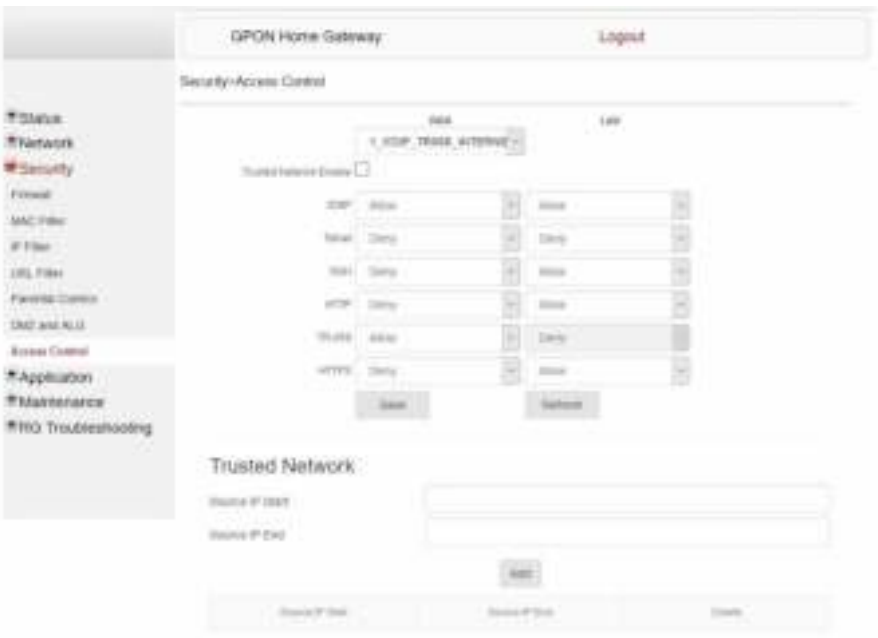 GPON Home Gateway
Logout
Security>Access Control
Status
Network
Security
Firewall
MAC Filter
IP Filter
URL Filter
Parental Control
DMZ and ALG
Access Control
Application
Maintenance
RG Troubleshooting
WAN
LAN
1_VOIP_TR069_INTERNET
Trusted Network Enable
ICMP Allow Allow
Telnet Deny Deny
SSH Deny Allow
HTTP Deny Allow
TR-069 Allow Deny
HTTPS Deny Allow
Save
Refresh
Trusted Network
Source IP Start
Source IP End
Add
Source IP Start
Source IP End
Delete